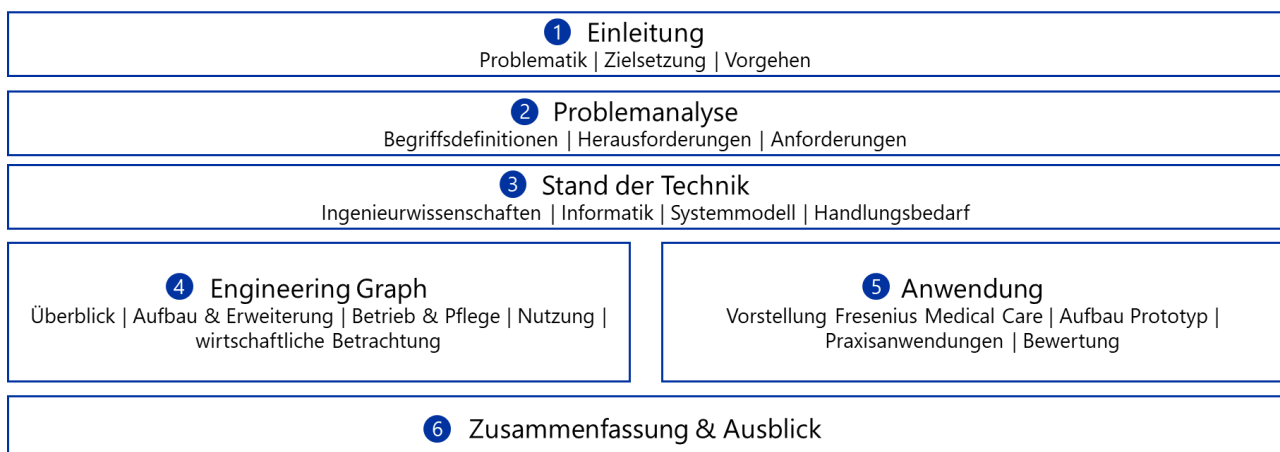 1 Einleitung
Problematik | Zielsetzung | Vorgehen
2 Problemanalyse
Begriffsdefinitionen | Herausforderungen | Anforderungen
3 Stand der Technik
Ingenieurwissenschaften | Informatik | Systemmodell | Handlungsbedarf
4 Engineering Graph
Überblick | Aufbau & Erweiterung | Betrieb & Pflege | Nutzung |
wirtschaftliche Betrachtung
5 Anwendung
Vorstellung Fresenius Medical Care | Aufbau Prototyp |
Praxisanwendungen | Bewertung
6 Zusammenfassung & Ausblick